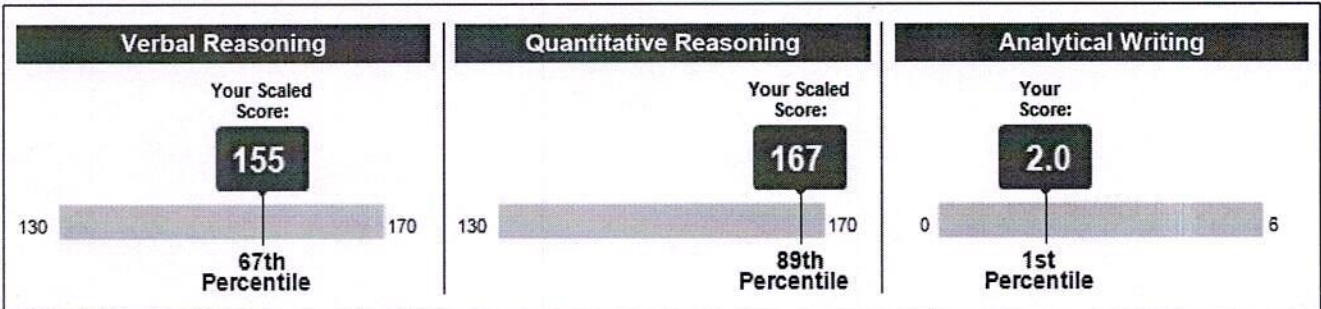 Verbal Reasoning
Your Scaled
Score:
155
130
170
67th
Percentile
Quantitative Reasoning
Your Scaled
Score:
167
130
170
89th
Percentile
Analytical Writing
Your
Score:
2.0
0
6
1st
Percentile